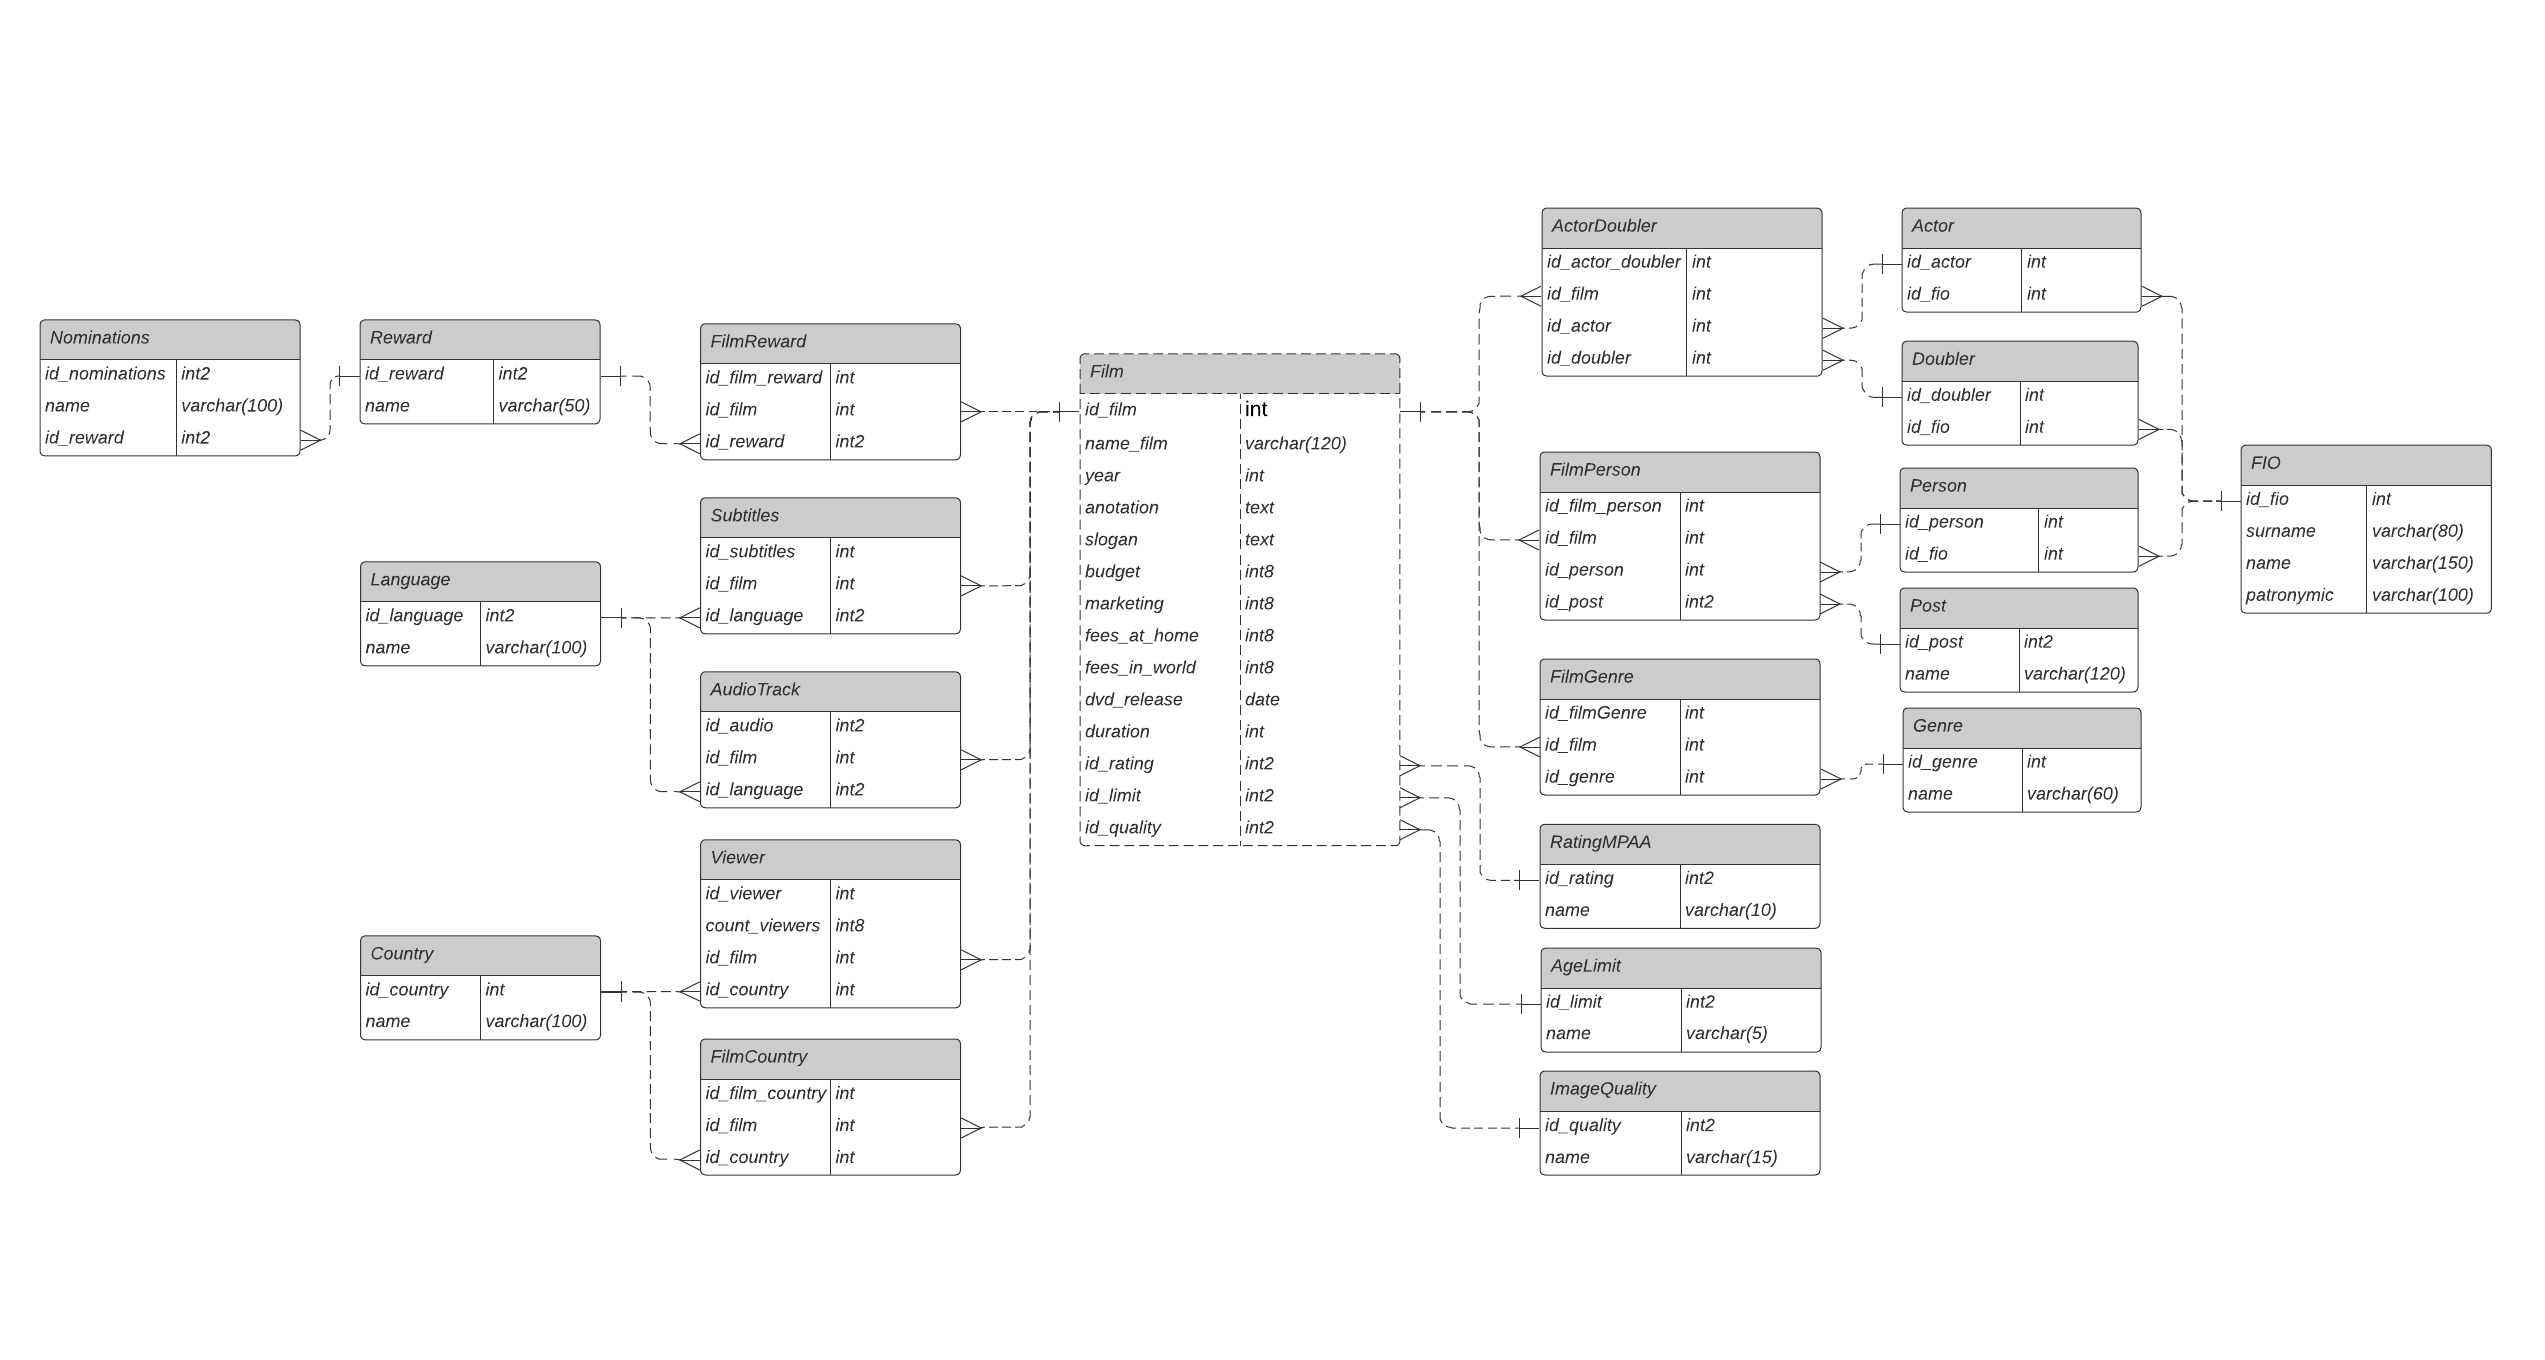 Nominations
id_nominations int2
name varchar(100)
id_reward int2
Reward
id_reward int2
name varchar(50)
Language
id_language int2
name varchar(100)
Country
id_country int
name varchar(100)
FilmReward
id_film_reward int
id_film int
id_reward int2
Subtitles
id_subtitles int
id_film int
id_language int2
AudioTrack
id_audio int2
id_film int
id_language int2
Viewer
id_viewer int
count_viewers int8
id_film int
id_country int
FilmCountry
id_film_country int
id_film int
id_country int
Film
id_film int
name_film varchar(120)
year int
anotation text
slogan text
budget int8
marketing int8
fees_at_home int8
fees_in_world int8
dvd_release date
duration int
id_rating int2
id_limit int2
id_quality int2
ActorDoubler
id_actor_doubler int
id_film int
id_actor int
id_doubler int
FilmPerson
id_film_person int
id_film int
id_person int
id_post int2
FilmGenre
id_filmGenre int
id_film int
id_genre int
RatingMPAA
id_rating int2
name varchar(10)
AgeLimit
id_limit int2
name varchar(5)
ImageQuality
id_quality int2
name varchar(15)
Actor
id_actor int
id_fio int
Doubler
id_doubler int
id_fio int
Person
id_person int
id_fio int
Post
id_post int2
name varchar(120)
Genre
id_genre int
name varchar(60)
FIO
id_fio int
surname varchar(80)
name varchar(150)
patronymic varchar(100)